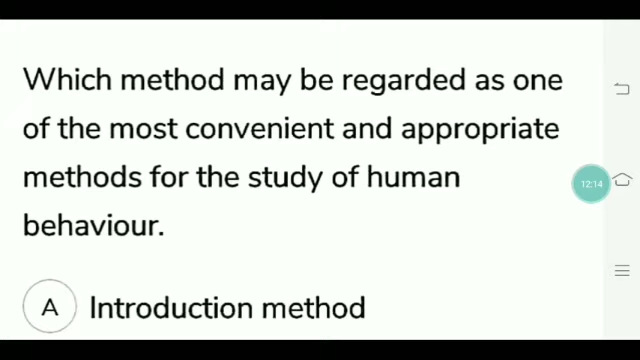 Which method may be regarded as one
of the most convenient and appropriate
methods for the study of human
behaviour.
12:14
A Introduction method